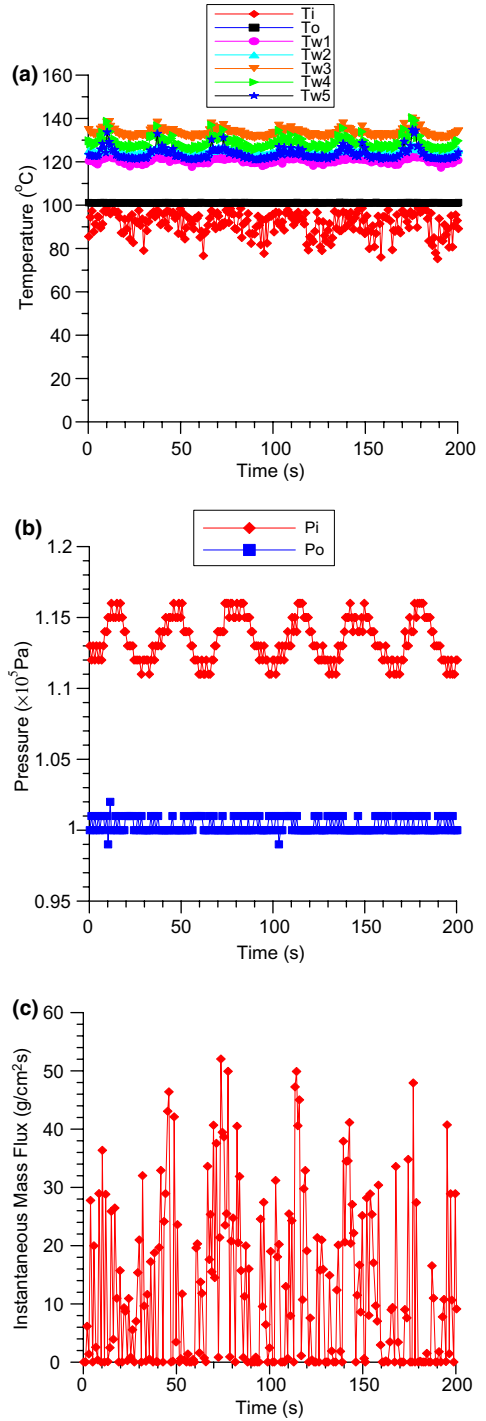 Ti
To
Tw1
Tw2
Tw3
Tw4
Tw5
(a)
160
140
120
100
80
60
40
20
0
Temperature (°C)
0 50 100 150 200
Time (s)
(b)
Pi
Po
1.2
1.15
1.1
1.05
1
0.95
Pressure (×10⁵Pa)
0 50 100 150 200
Time (s)
(c)
60
50
40
30
20
10
0
Instantaneous Mass Flux (g/cm²s)
0 50 100 150 200
Time (s)